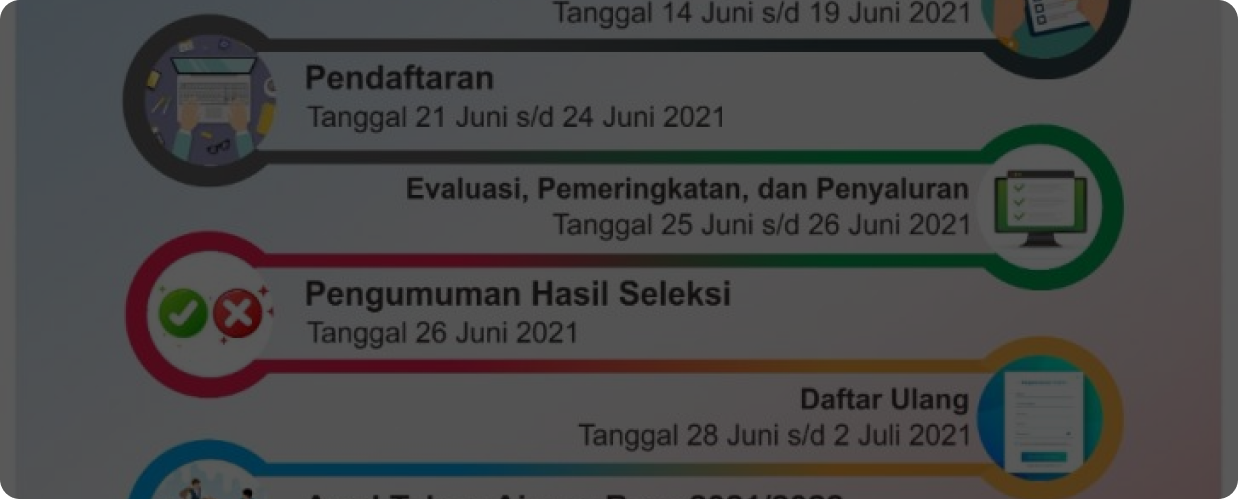 Tanggal 14 Juni s/d 19 Juni 2021
Pendaftaran
Tanggal 21 Juni s/d 24 Juni 2021
Evaluasi, Pemeringkatan, dan Penyaluran
Tanggal 25 Juni s/d 26 Juni 2021
Pengumuman Hasil Seleksi
Tanggal 26 Juni 2021
Daftar Ulang
Tanggal 28 Juni s/d 2 Juli 2021